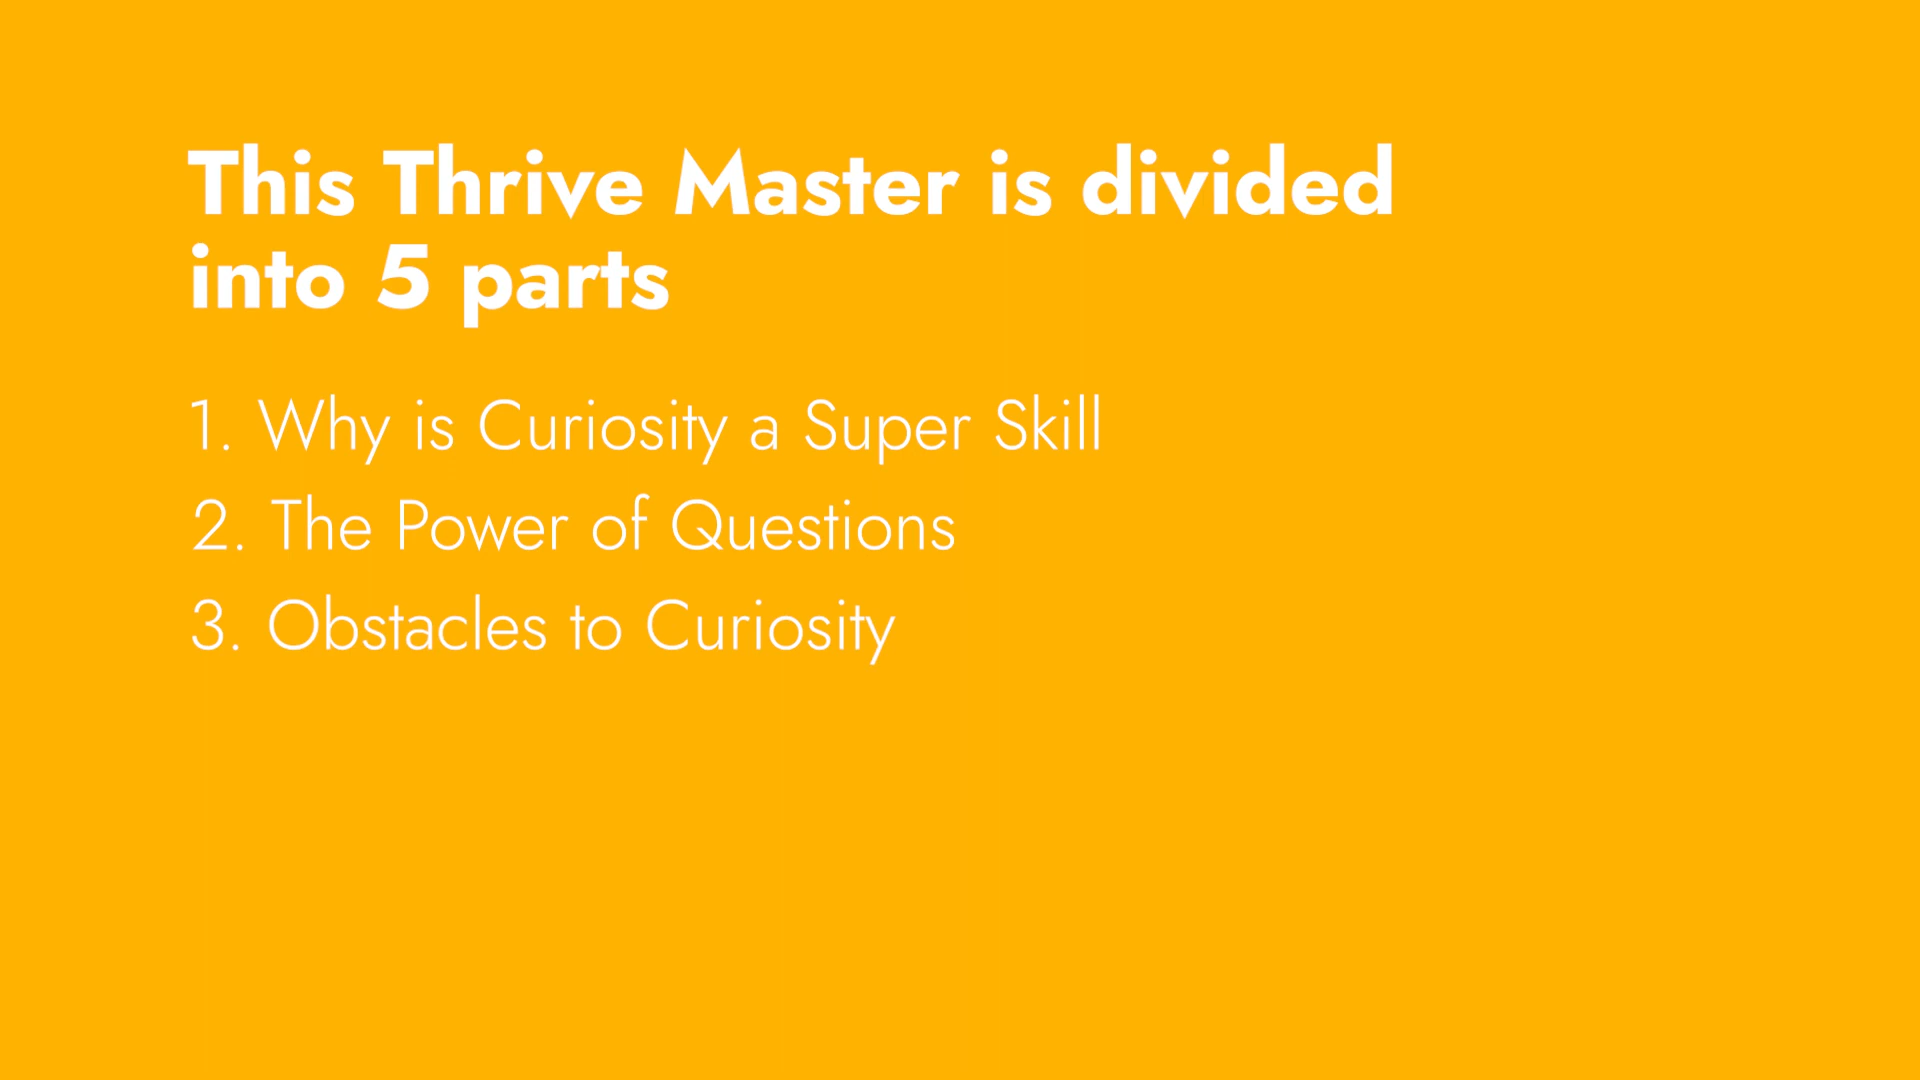 This Thrive Master is divided
into 5 parts
1. Why is Curiosity a Super Skill
2. The Power of Questions
3. Obstacles to Curiosity